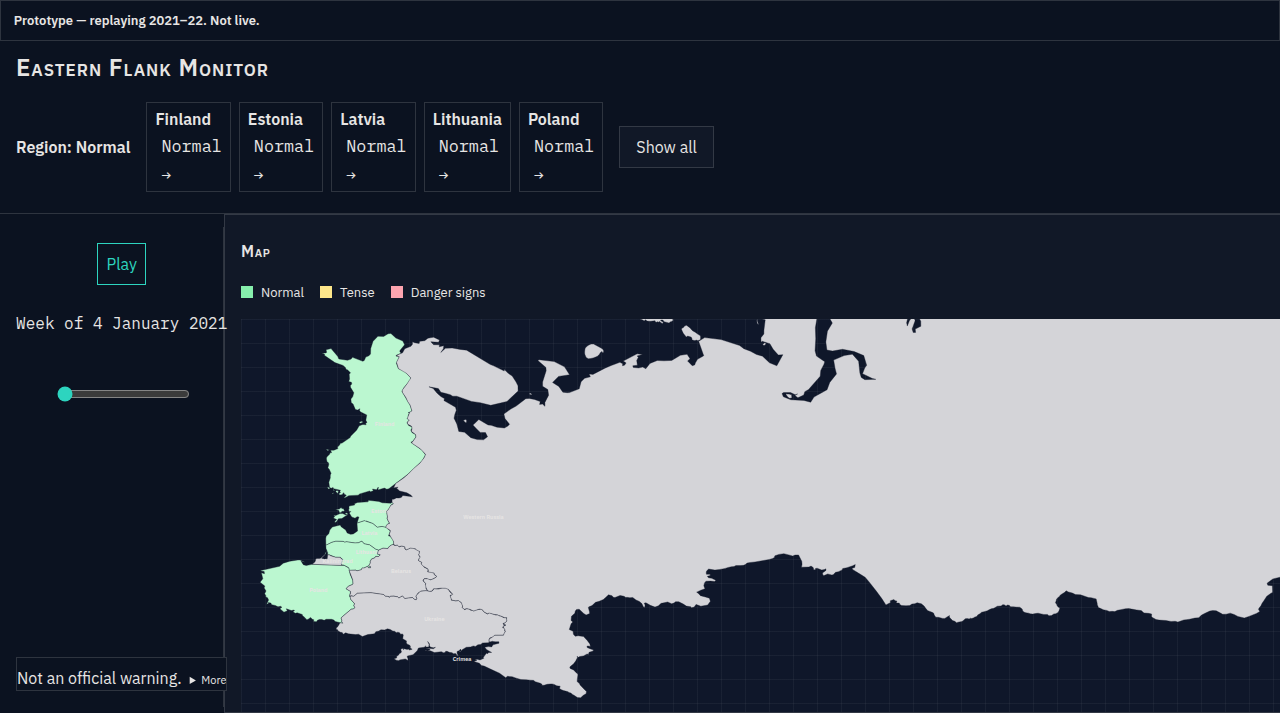 Prototype — replaying 2021–22. Not live.
Eastern Flank Monitor
Region: Normal
Finland
Normal
→
Estonia
Normal
→
Latvia
Normal
→
Lithuania
Normal
→
Poland
Normal
→
Show all
Play
Week of 4 January 2021
Not an official warning. ▸ More
Map
Normal
Tense
Danger signs
Crimea